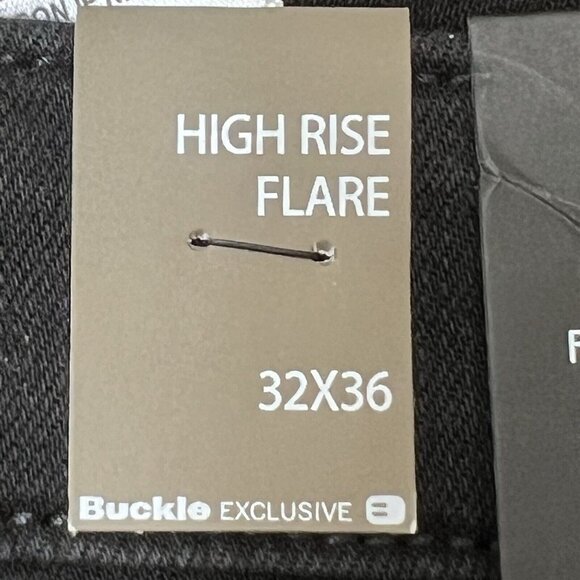 HIGH RISE
FLARE
32X36
Buckle EXCLUSIVE
F